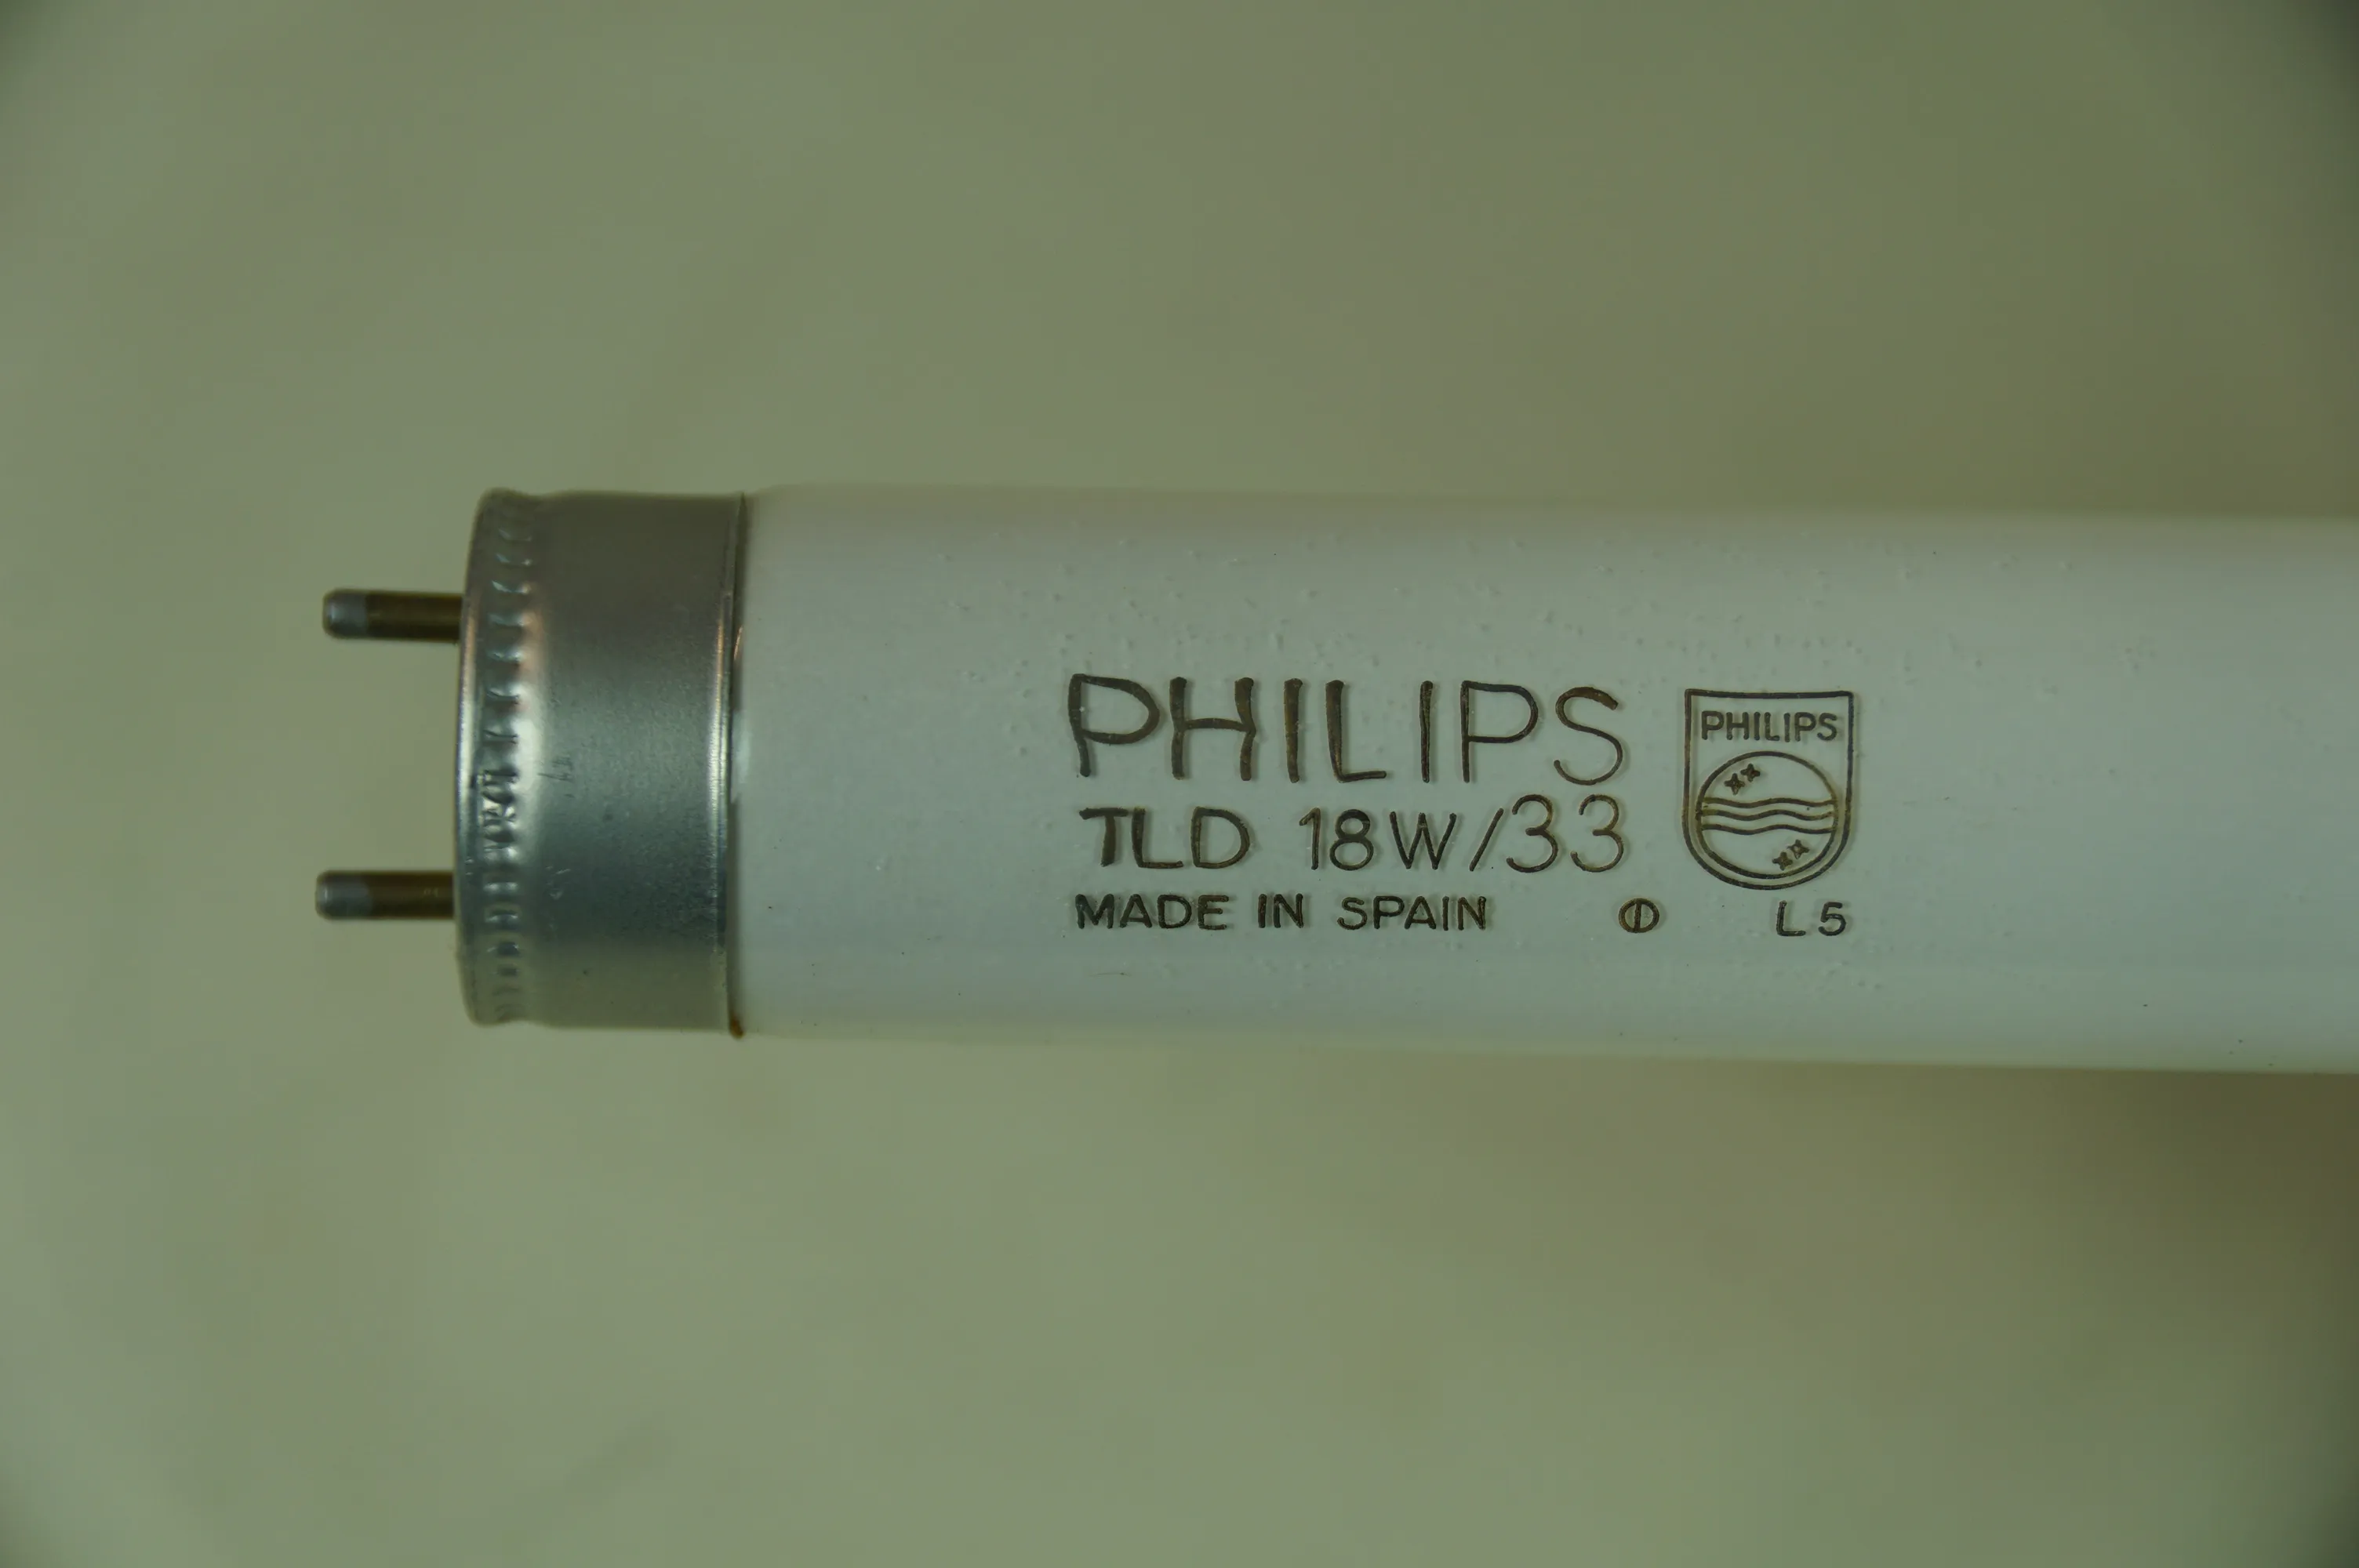 PHILIPS
TLD 18W/33
MADE IN SPAIN
PHILIPS
L5